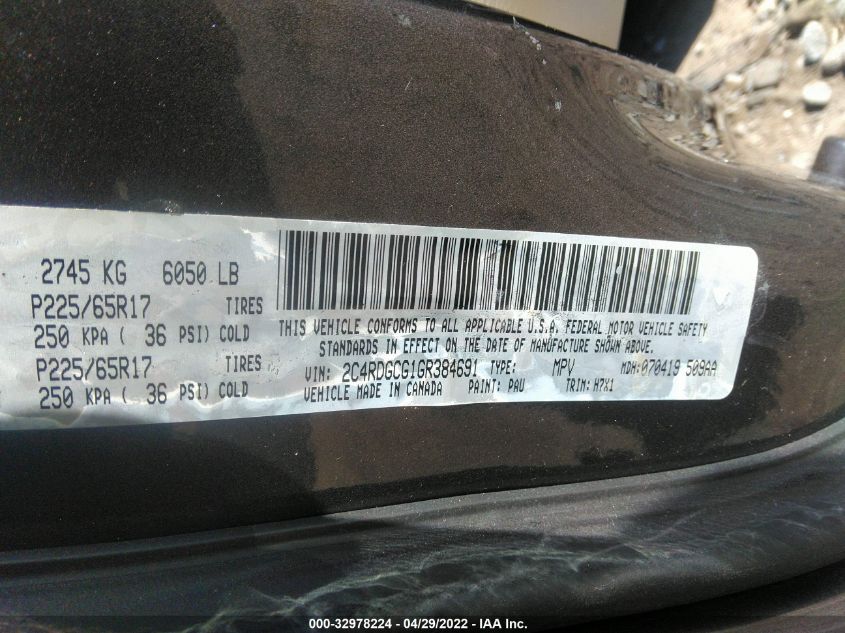 2745 KG 6050 LB
P225/65R17 TIRES
250 KPA ( 36 PSI) COLD
P225/65R17 TIRES
250 KPA ( 36 PSI) COLD
THIS VEHICLE CONFORMS TO ALL APPLICABLE U.S.A. FEDERAL MOTOR VEHICLE SAFETY
STANDARDS IN EFFECT ON THE DATE OF MANUFACTURE SHOWN ABOVE.
VIN: 2C4RDGCG1GR384691 TYPE: MPV MDH:070419 509AA
VEHICLE MADE IN CANADA PAINT: PAU TRIM: H7X1
000-32978224 - 04/29/2022 - IAA Inc.